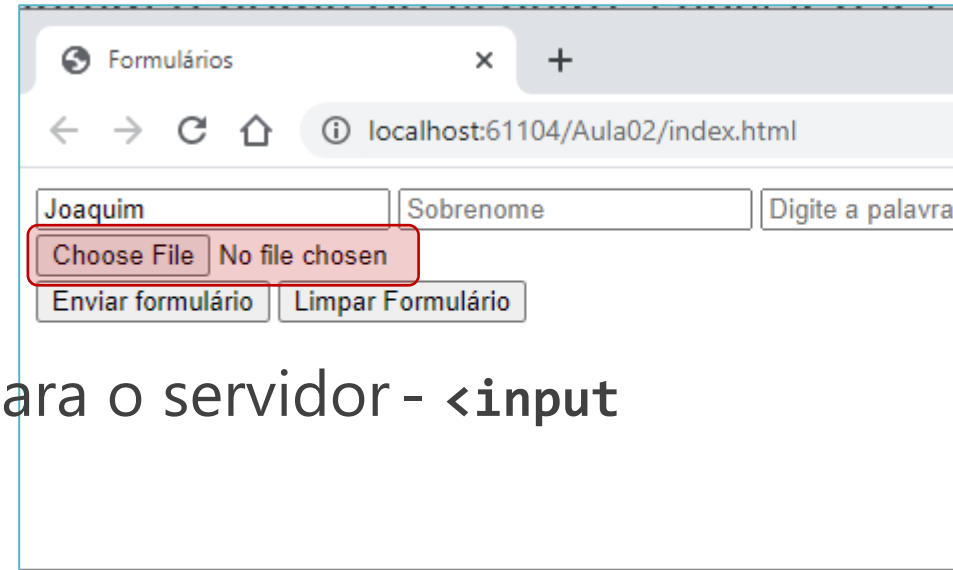 Formulários
localhost:61104/Aula02/index.html
Joaquim Sobrenome Digite a palavra
Choose File No file chosen
Enviar formulário Limpar Formulário
ara o servidor - <input